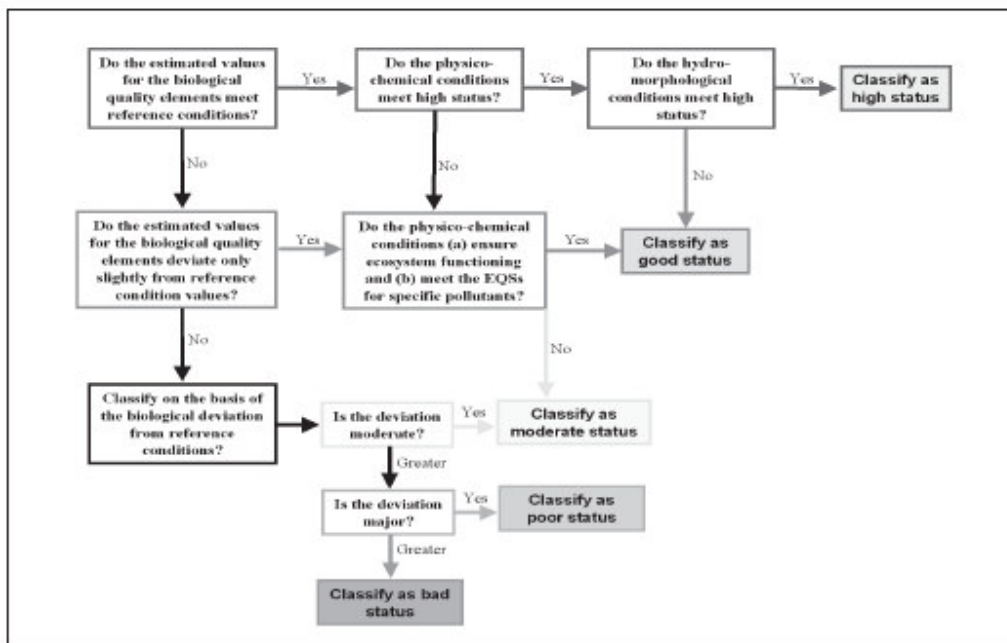 Do the estimated values
for the biological
quality elements meet
reference conditions?
Yes
Do the physico-
chemical conditions
meet high status?
Yes
Do the hydro-
morphological
conditions meet high
status?
Yes
Classify as
high status
No
No
No
Do the estimated values
for the biological quality
elements deviate only
slightly from reference
condition values?
Yes
Do the physico-chemical
conditions (a) ensure
ecosystem functioning
and (b) meet the EQSs
for specific pollutants?
Yes
Classify as
good status
No
No
Classify on the basis of
the biological deviation
from reference
conditions?
Is the deviation
moderate?
Yes
Classify as
moderate status
Greater
Is the deviation
major?
Yes
Classify as
poor status
Greater
Classify as bad
status